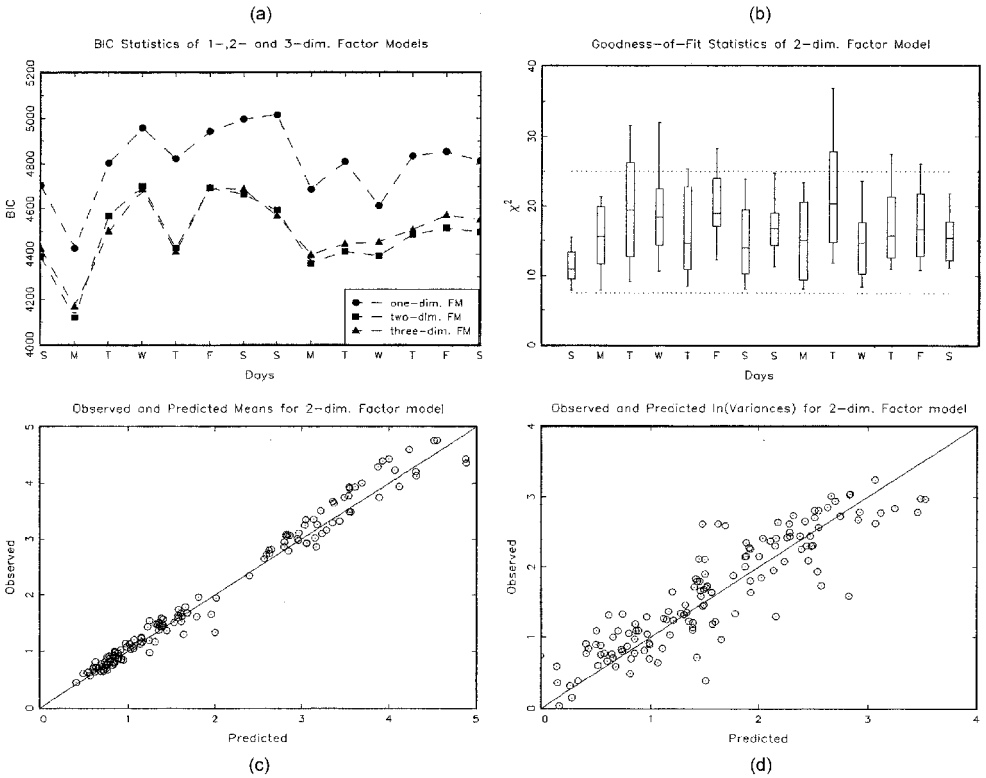 (a)
BIC Statistics of 1-,2- and 3-dim. Factor Models
5200
5000
4800
4600
4400
4200
4000
BIC
one-dim. FM
two-dim. FM
three-dim. FM
S M T W T F S S M T W T F S
Days
(b)
Goodness-of-Fit Statistics of 2-dim. Factor Model
40
30
20
10
0
χ²
S M T W T F S S M T W T F S
Days
Observed and Predicted Means for 2-dim. Factor model
5
4
3
2
1
0
Observed
0 1 2 3 4 5
Predicted
(c)
Observed and Predicted ln(Variances) for 2-dim. Factor model
4
3
2
1
0
Observed
0 1 2 3 4
Predicted
(d)